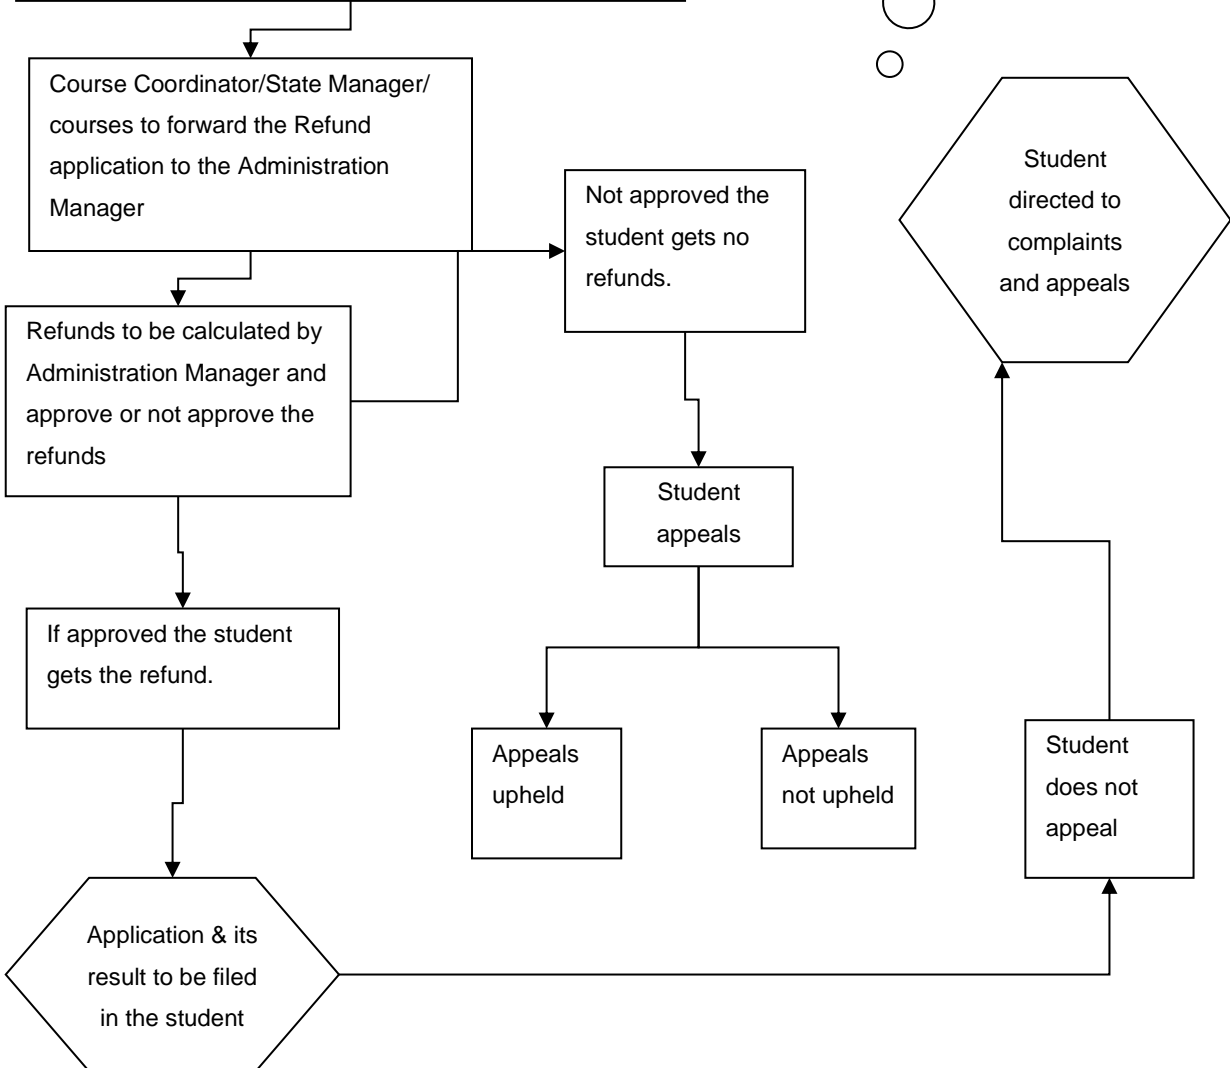 Course Coordinator/State Manager/
courses to forward the Refund
application to the Administration
Manager
Not approved the
student gets no
refunds.
Student
directed to
complaints
and appeals
Refunds to be calculated by
Administration Manager and
approve or not approve the
refunds
Student
appeals
If approved the student
gets the refund.
Appeals
upheld
Appeals
not upheld
Student
does not
appeal
Application & its
result to be filed
in the student